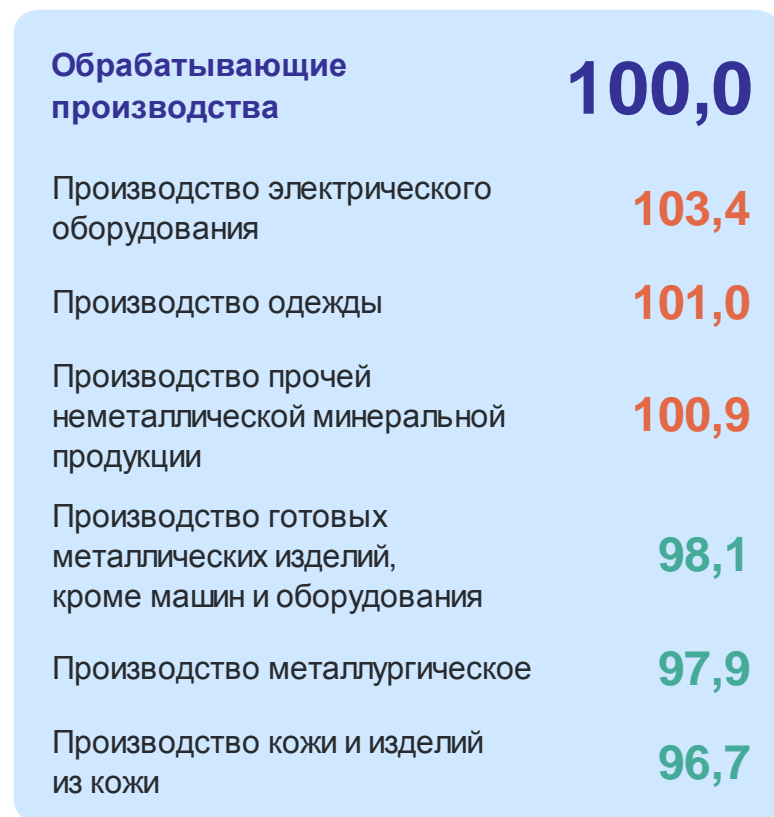 Обрабатывающие
производства
100,0
Производство электрического
оборудования
103,4
Производство одежды
101,0
Производство прочей
неметаллической минеральной
продукции
100,9
Производство готовых
металлических изделий,
кроме машин и оборудования
98,1
Производство металлургическое
97,9
Производство кожи и изделий
из кожи
96,7